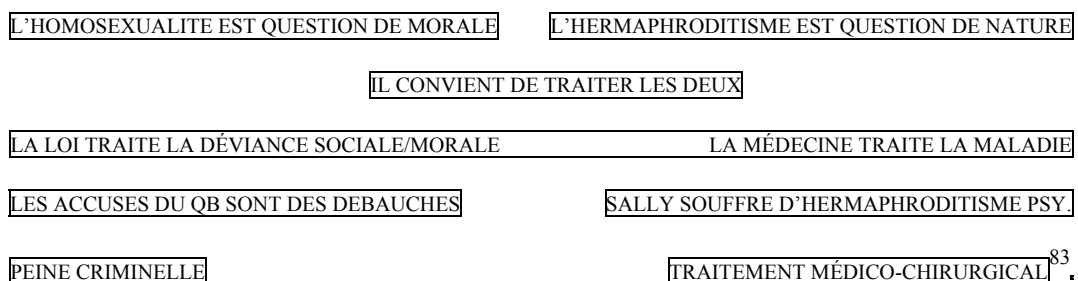 L'HOMOSEXUALITE EST QUESTION DE MORALE L'HERMAPHRODITISME EST QUESTION DE NATURE
IL CONVIENT DE TRAITER LES DEUX
LA LOI TRAITE LA DÉVIANCE SOCIALE/MORALE LA MÉDECINE TRAITE LA MALADIE
LES ACCUSES DU QB SONT DES DEBAUCHES SALLY SOUFFRE D'HERMAPHRODITISME PSY.
PEINE CRIMINELLE TRAITEMENT MÉDICO-CHIRURGICAL 83